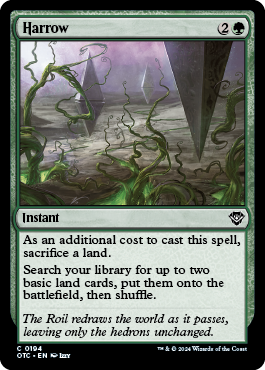 Harrow 2
Instant
As an additional cost to cast this spell,
sacrifice a land.
Search your library for up to two
basic land cards, put them onto the
battlefield, then shuffle.
The Roil redraws the world as it passes,
leaving only the hedrons unchanged.
C 0194
OTC • EN Izzy
™ & © 2024 Wizards of the Coast